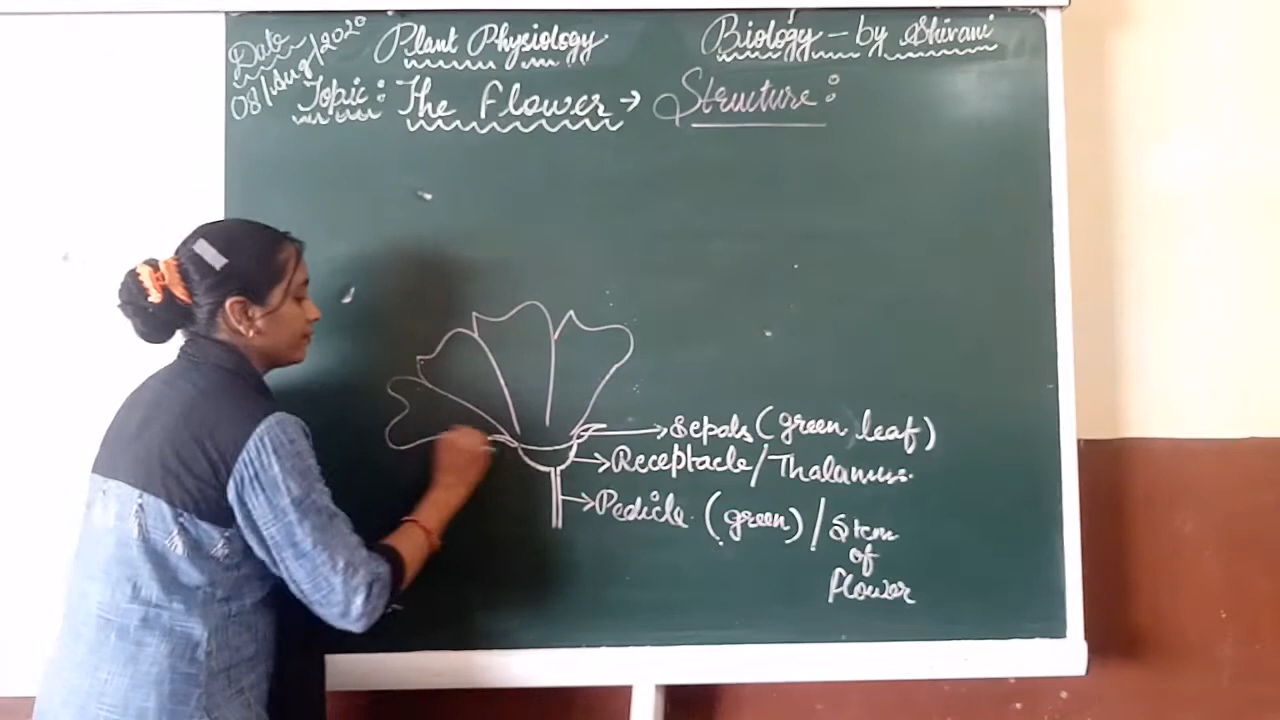 Date
08/Aug/2020
Plant Physiology
Biology - by Shivani
Topic: The Flower → Structure:
Sepals (green leaf)
Receptacle/Thalamus.
Pedicle (green) / Stem
of
flower